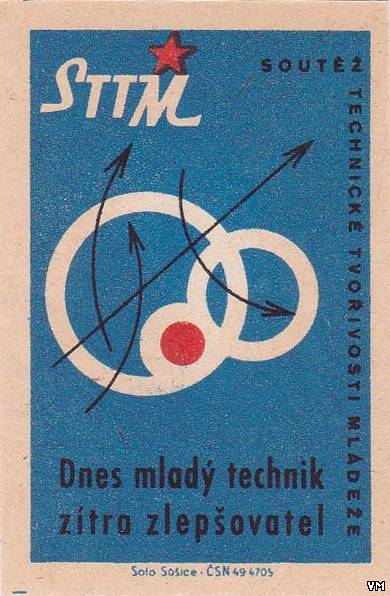 STTM
SOUTĚŽ
TECHNICKÉ TVOŘIVOSTI MLÁDEŽE
Dnes mladý technik
zítra zlepšovatel
Solo Sušice · ČSN 49 4705
VM